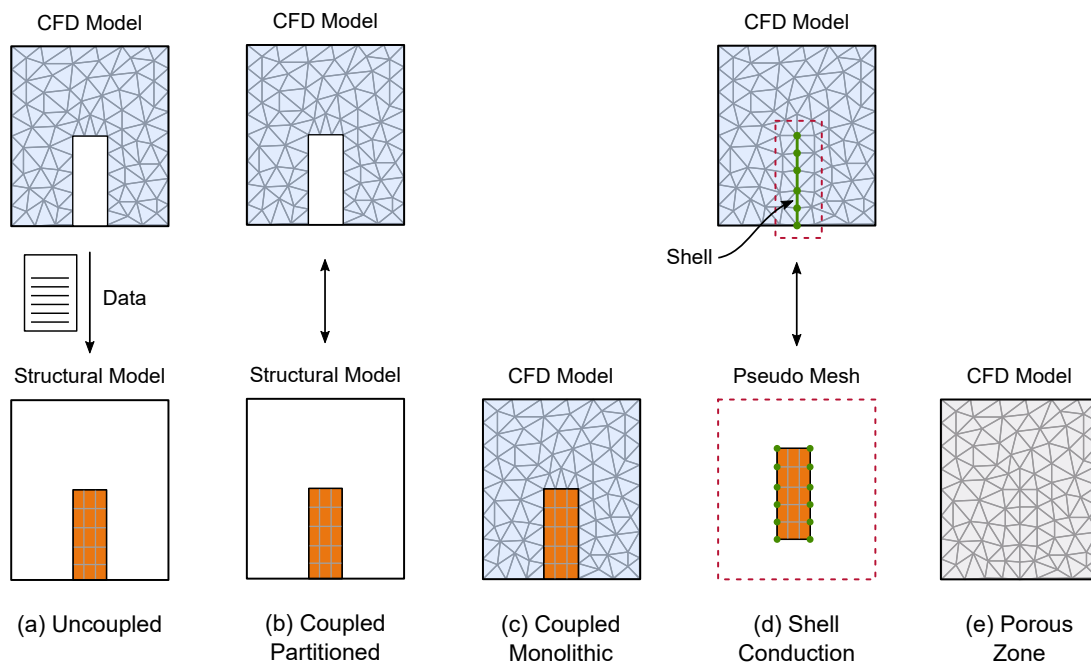 CFD Model
CFD Model
CFD Model
Shell
Data
Structural Model
Structural Model
CFD Model
Pseudo Mesh
CFD Model
(a) Uncoupled
(b) Coupled
Partitioned
(c) Coupled
Monolithic
(d) Shell
Conduction
(e) Porous
Zone